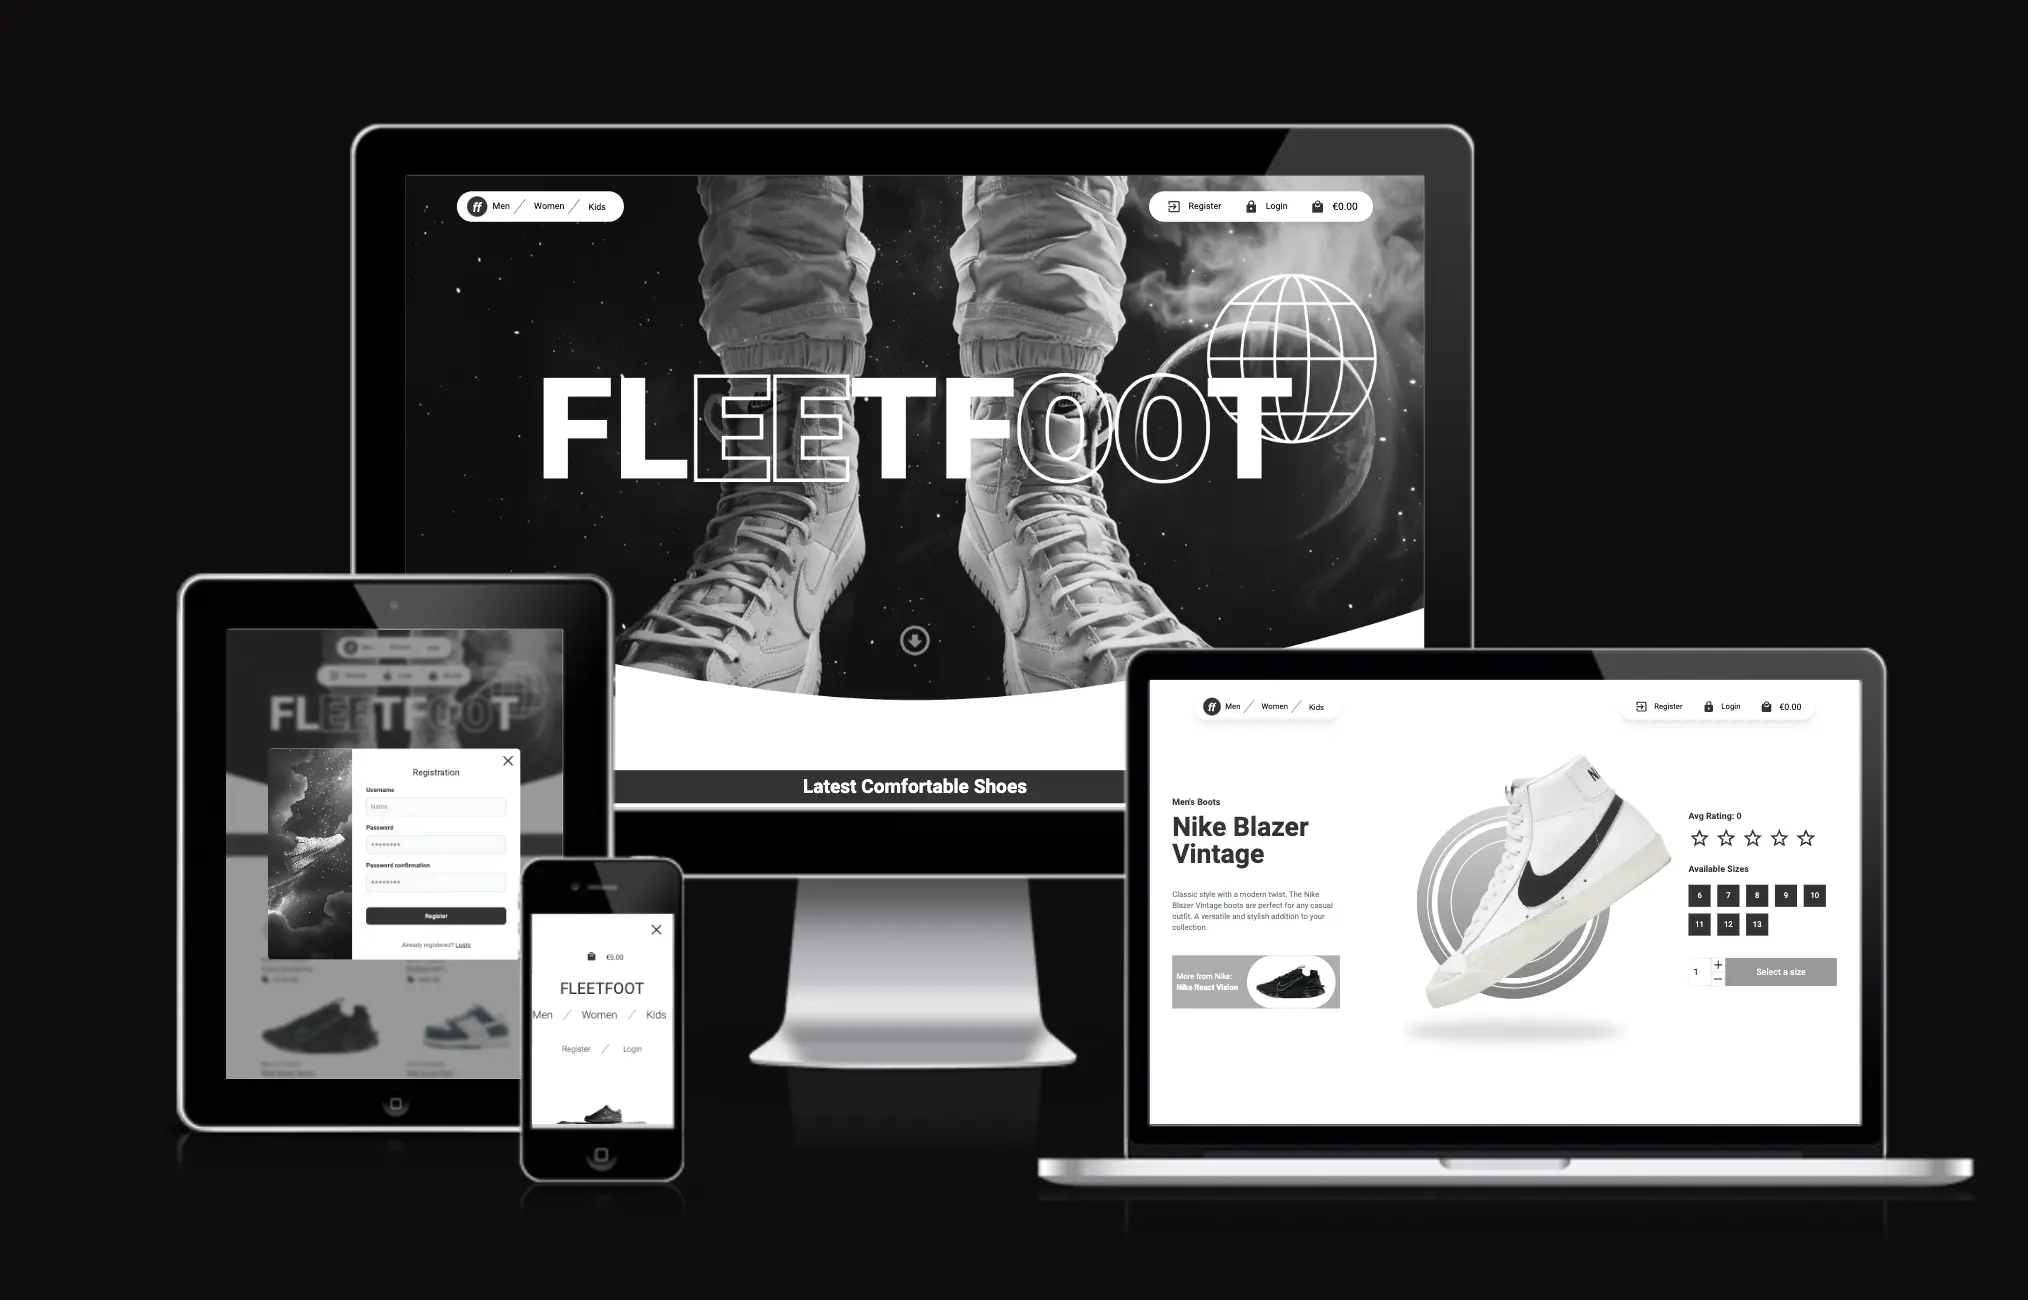 ff Men Women Kids
Register Login €0.00
FLEETFOOT
Latest Comfortable Shoes
FLEETFOOT
Registration
Username
Name
Password
********
Password confirmation
********
Register
Already registered? Login
€0.00
FLEETFOOT
Men / Women / Kids
Register / Login
ff Men Women Kids
Register Login €0.00
Men's Boots
Nike Blazer
Vintage
Classic style with a modern twist. The Nike
Blazer Vintage boots are perfect for any casual
outfit. A versatile and stylish addition to your
collection.
More from Nike:
Nike React Vision
Avg Rating: 0
Available Sizes
6 7 8 9 10
11 12 13
1 + − Select a size